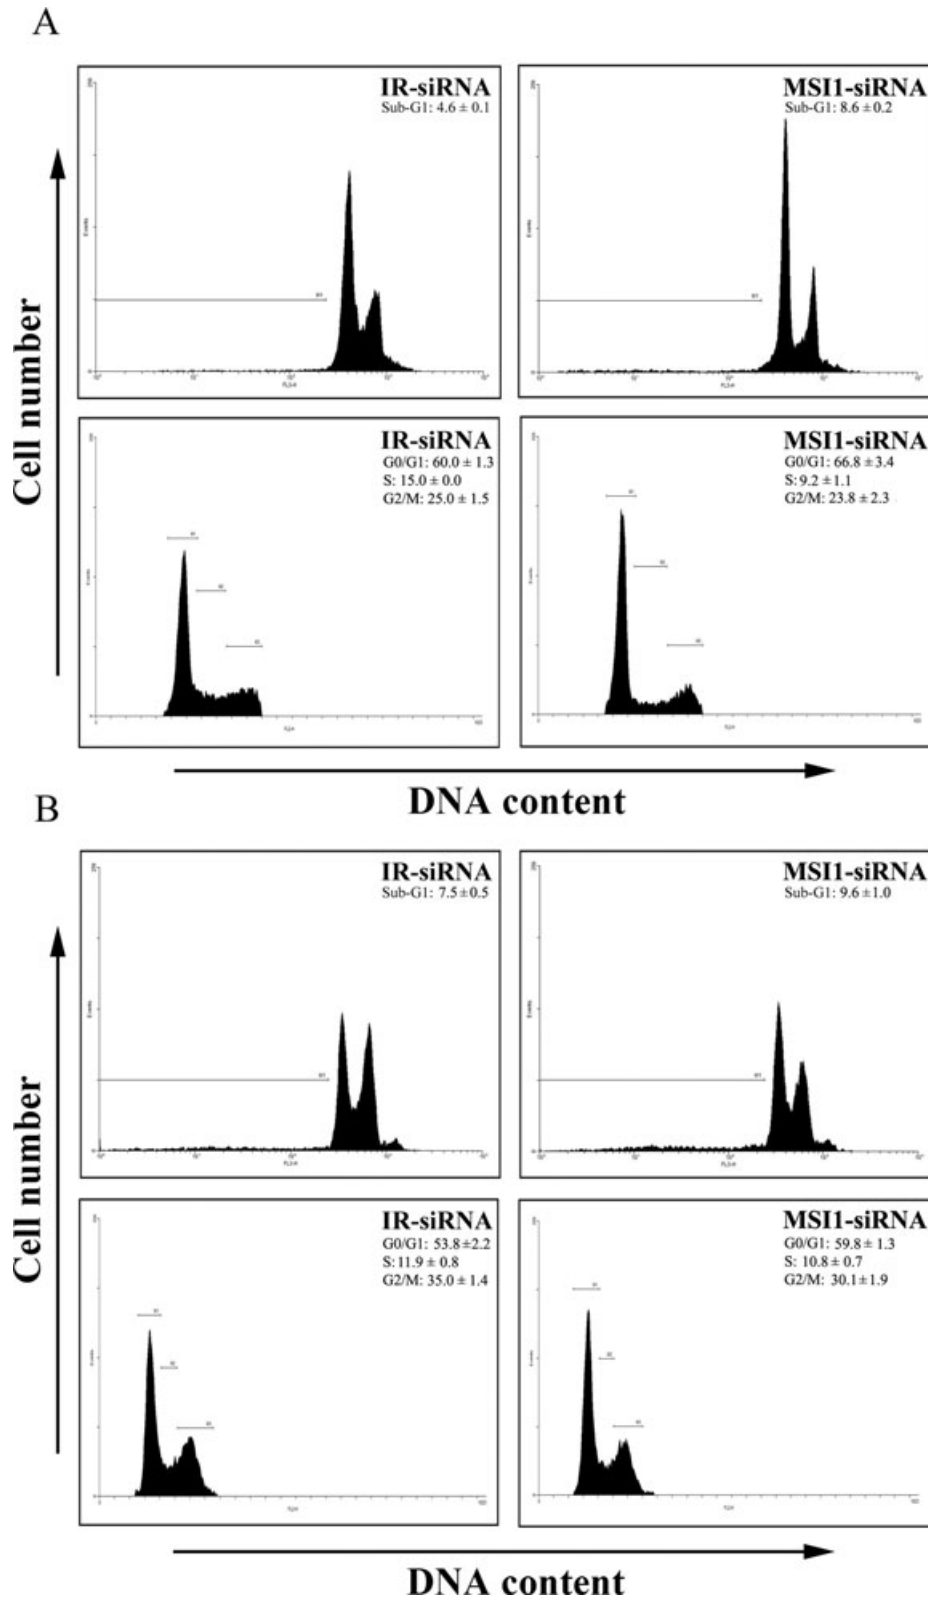 A
IR-siRNA
Sub-G1: 4.6 ± 0.1
MSI1-siRNA
Sub-G1: 8.6 ± 0.2
IR-siRNA
G0/G1: 60.0 ± 1.3
S: 15.0 ± 0.0
G2/M: 25.0 ± 1.5
MSI1-siRNA
G0/G1: 66.8 ± 3.4
S: 9.2 ± 1.1
G2/M: 23.8 ± 2.3
Cell number
DNA content
B
IR-siRNA
Sub-G1: 7.5 ± 0.5
MSI1-siRNA
Sub-G1: 9.6 ± 1.0
IR-siRNA
G0/G1: 53.8 ±2.2
S: 11.9 ± 0.8
G2/M: 35.0 ± 1.4
MSI1-siRNA
G0/G1: 59.8 ± 1.3
S: 10.8 ± 0.7
G2/M: 30.1 ± 1.9
Cell number
DNA content